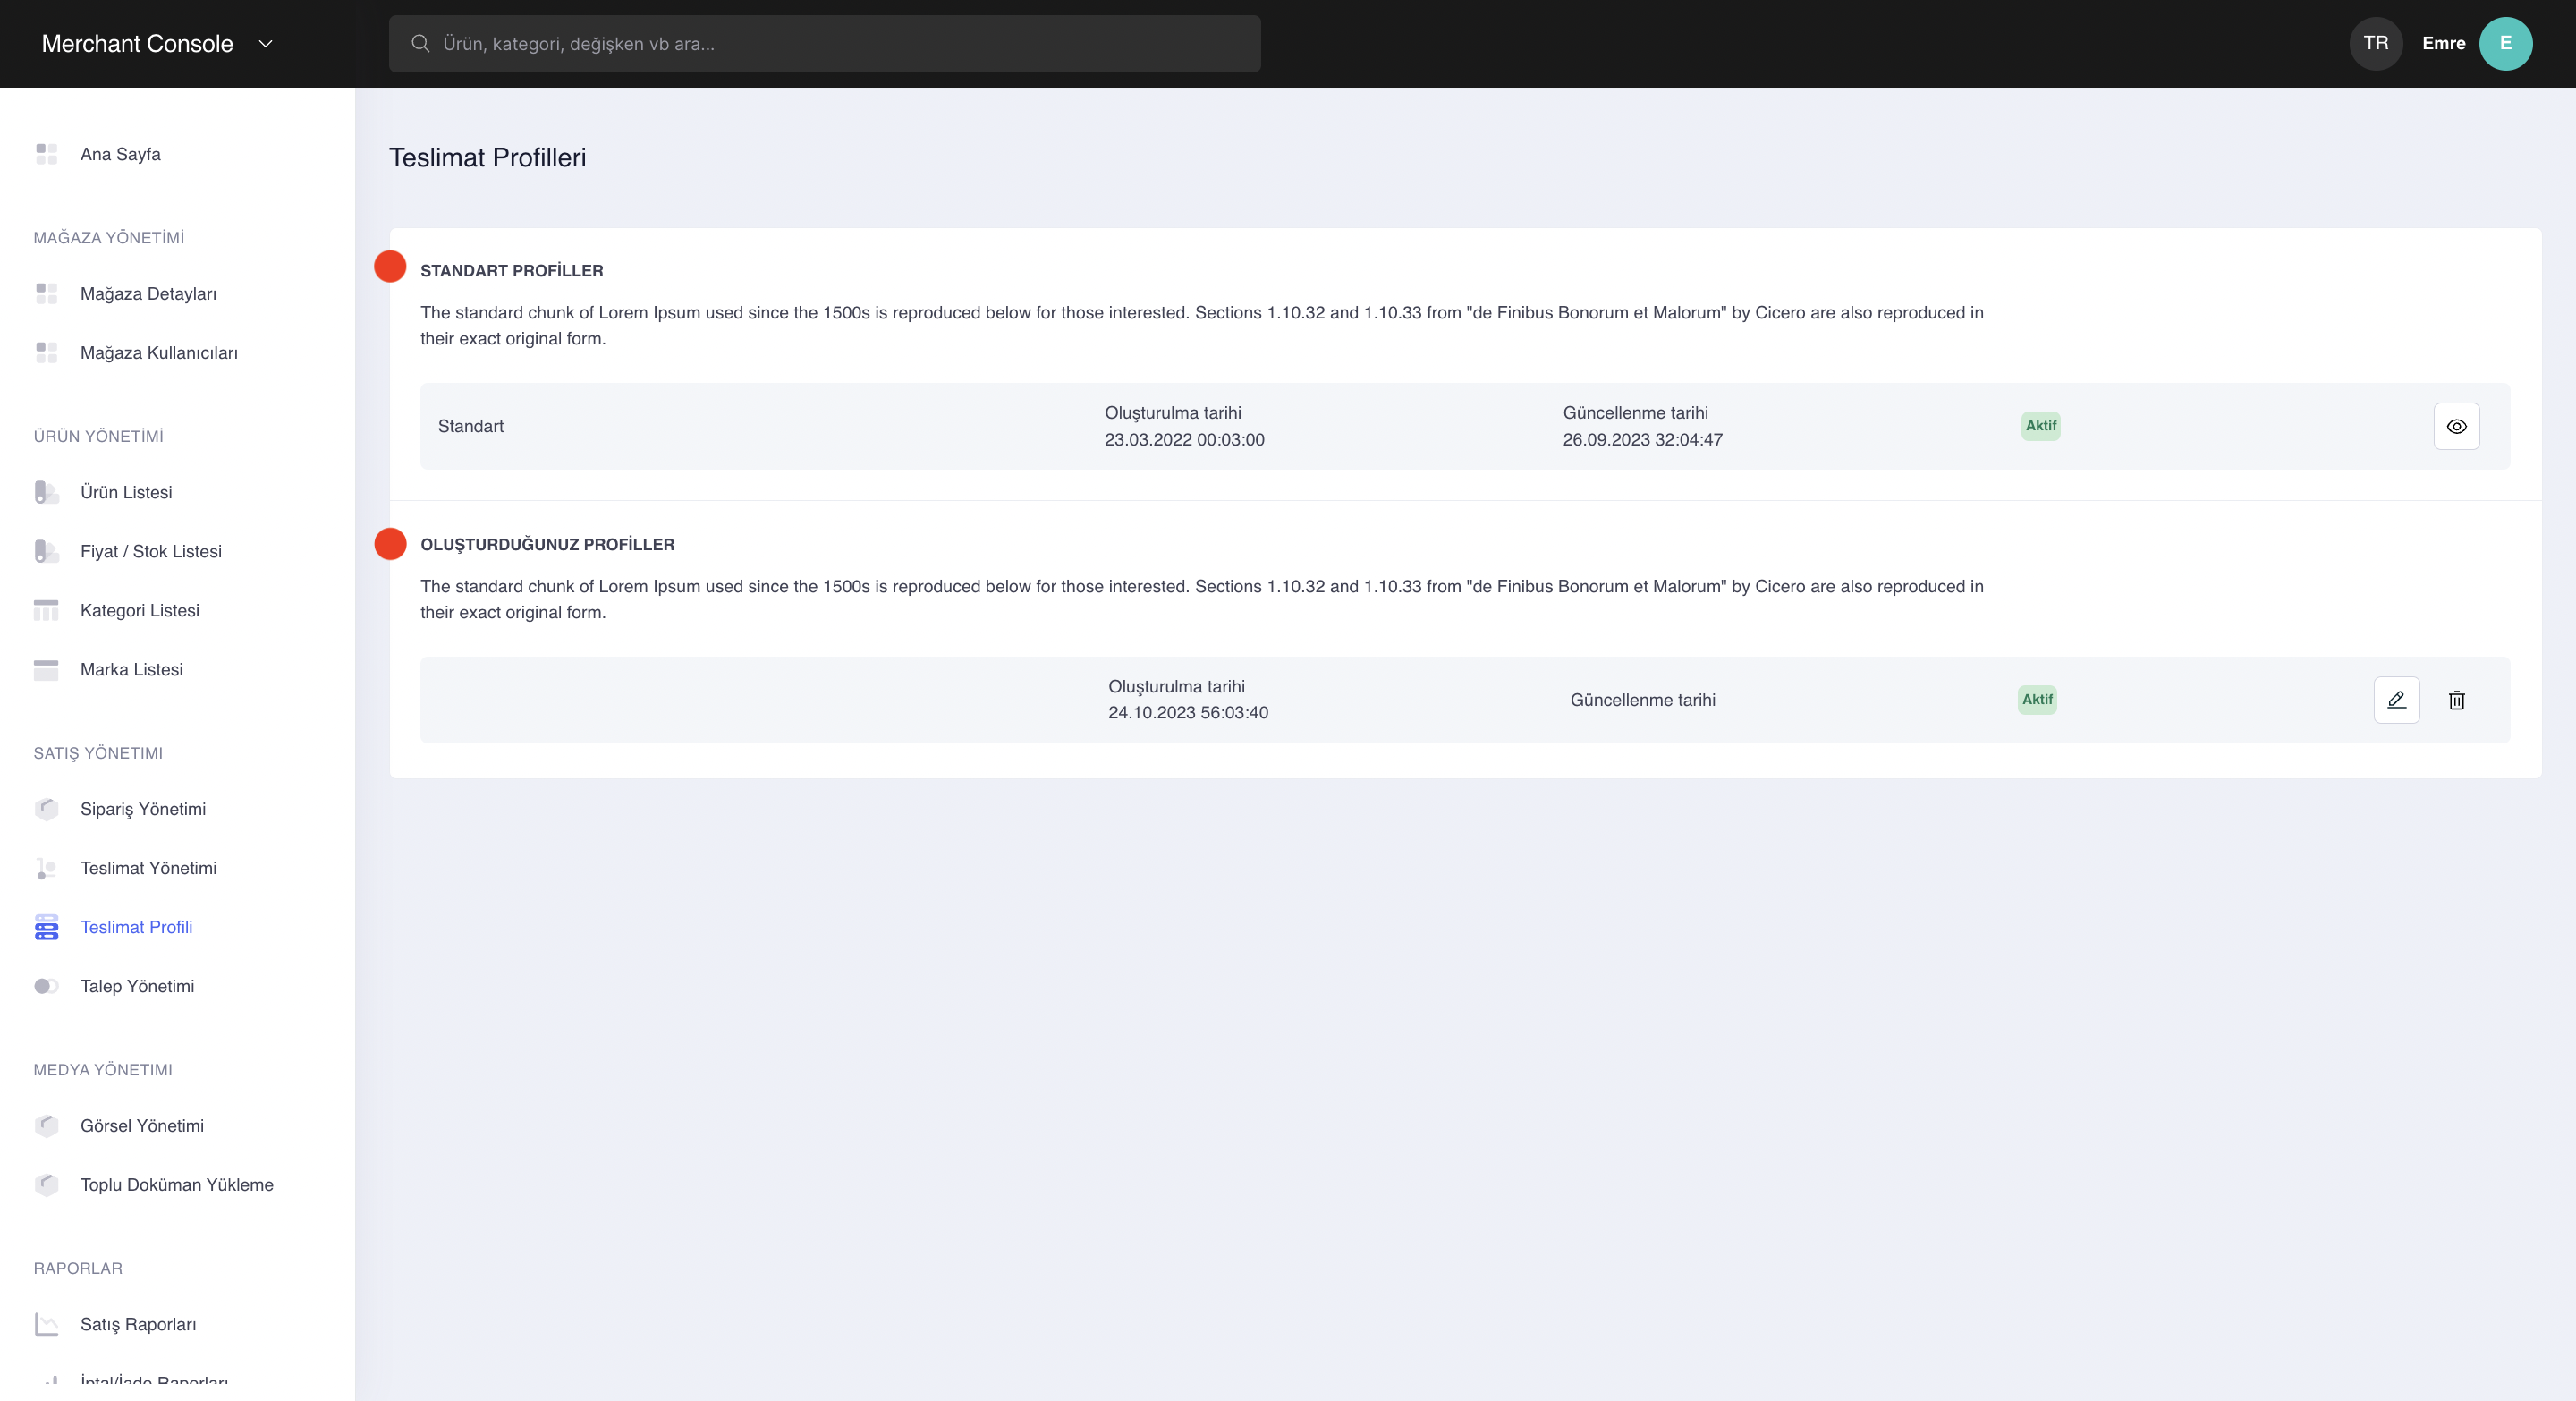 Merchant Console
Ürün, kategori, değişken vb ara...
TR
Emre
E
Ana Sayfa
MAĞAZA YÖNETİMİ
Mağaza Detayları
Mağaza Kullanıcıları
ÜRÜN YÖNETİMİ
Ürün Listesi
Fiyat / Stok Listesi
Kategori Listesi
Marka Listesi
SATIŞ YÖNETIMI
Sipariş Yönetimi
Teslimat Yönetimi
Teslimat Profili
Talep Yönetimi
MEDYA YÖNETIMI
Görsel Yönetimi
Toplu Doküman Yükleme
RAPORLAR
Satış Raporları
İptal/İade Raporları
Teslimat Profilleri
STANDART PROFİLLER
The standard chunk of Lorem Ipsum used since the 1500s is reproduced below for those interested. Sections 1.10.32 and 1.10.33 from "de Finibus Bonorum et Malorum" by Cicero are also reproduced in
their exact original form.
Standart
Oluşturulma tarihi
23.03.2022 00:03:00
Güncellenme tarihi
26.09.2023 32:04:47
Aktif
OLUŞTURDUĞUNUZ PROFİLLER
The standard chunk of Lorem Ipsum used since the 1500s is reproduced below for those interested. Sections 1.10.32 and 1.10.33 from "de Finibus Bonorum et Malorum" by Cicero are also reproduced in
their exact original form.
Oluşturulma tarihi
24.10.2023 56:03:40
Güncellenme tarihi
Aktif